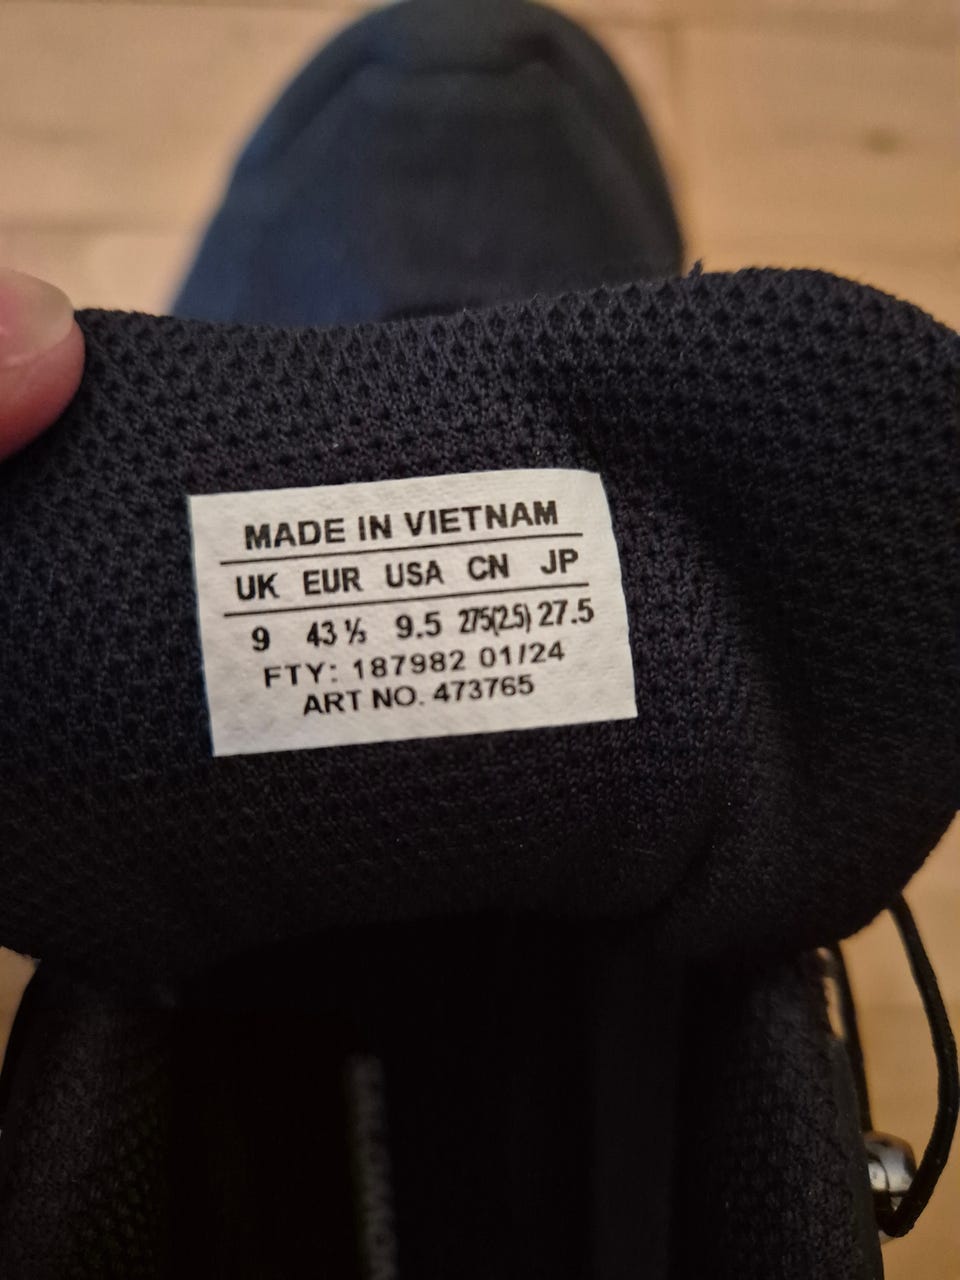 MADE IN VIETNAM
UK EUR USA CN JP
9 43 ⅓ 9.5 275(2.5) 27.5
FTY: 187982 01/24
ART NO. 473765